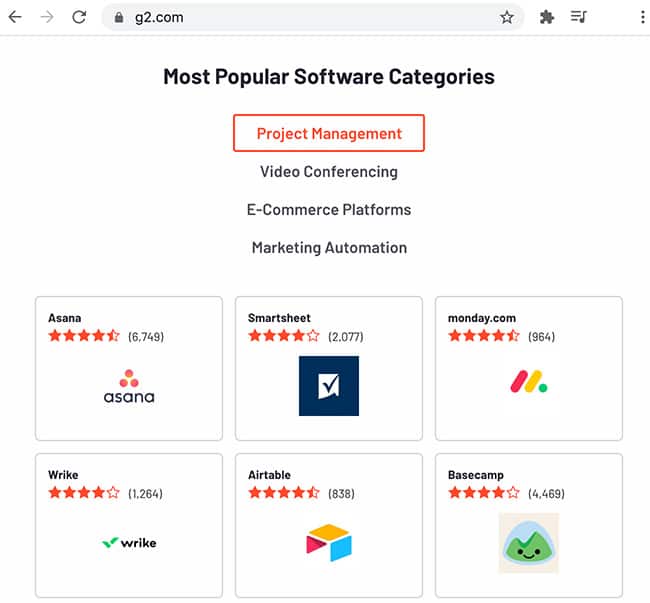 g2.com
Most Popular Software Categories
Project Management
Video Conferencing
E-Commerce Platforms
Marketing Automation
Asana
(6,749)
asana
Smartsheet
(2,077)
monday.com
(964)
Wrike
(1,264)
wrike
Airtable
(838)
Basecamp
(4,469)